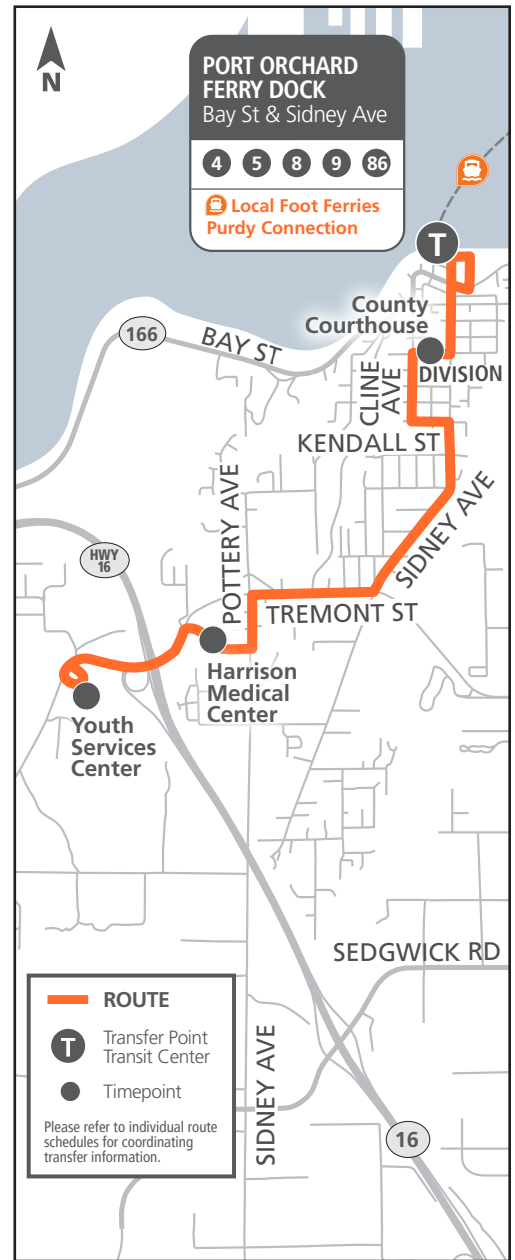 N
PORT ORCHARD
FERRY DOCK
Bay St & Sidney Ave
4 5 8 9 86
Local Foot Ferries
Purdy Connection
T
County
Courthouse
166
BAY ST
CLINE
AVE
DIVISION
KENDALL ST
SIDNEY AVE
POTTERY AVE
HWY
16
TREMONT ST
Harrison
Medical
Center
Youth
Services
Center
SEDGWICK RD
SIDNEY AVE
16
ROUTE
T
Transfer Point
Transit Center
Timepoint
Please refer to individual route
schedules for coordinating
transfer information.